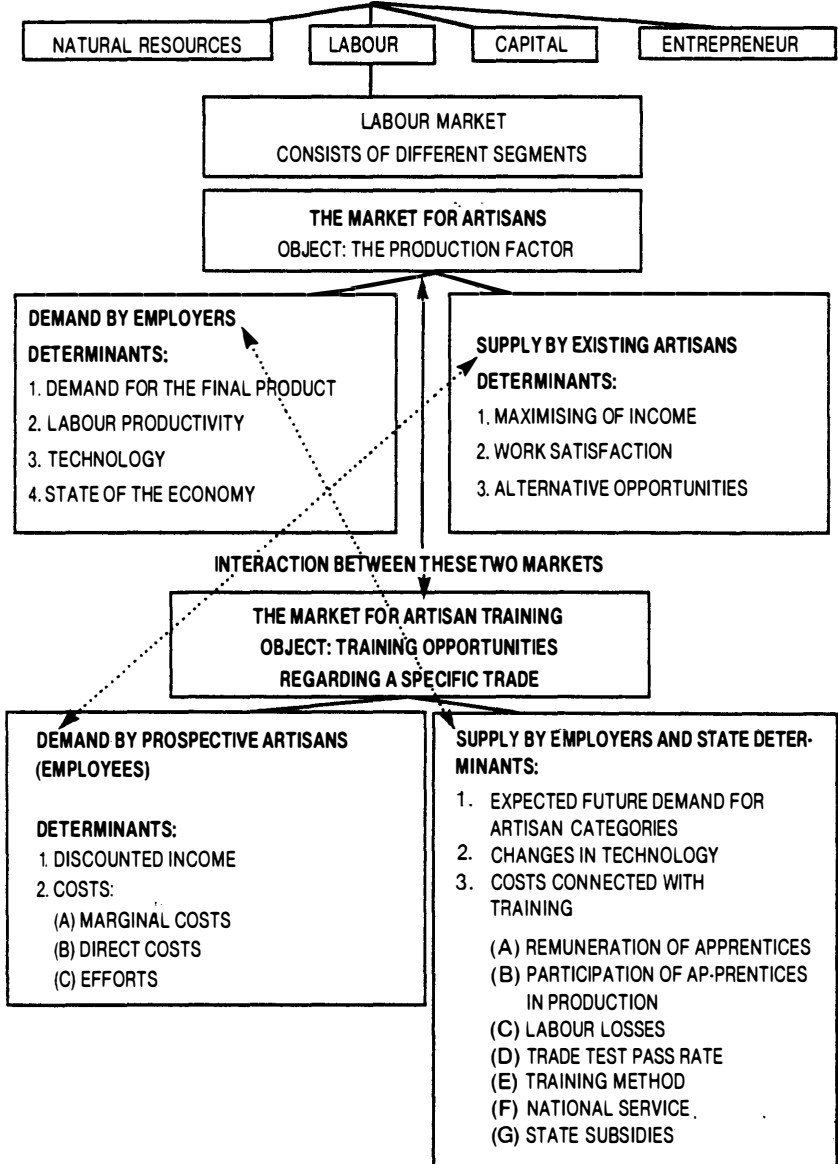 NATURAL RESOURCES
LABOUR
CAPITAL
ENTREPRENEUR
LABOUR MARKET
CONSISTS OF DIFFERENT SEGMENTS
THE MARKET FOR ARTISANS
OBJECT: THE PRODUCTION FACTOR
DEMAND BY EMPLOYERS
DETERMINANTS:
1. DEMAND FOR THE FINAL PRODUCT
2. LABOUR PRODUCTIVITY
3. TECHNOLOGY
4. STATE OF THE ECONOMY
SUPPLY BY EXISTING ARTISANS
DETERMINANTS:
1. MAXIMISING OF INCOME
2. WORK SATISFACTION
3. ALTERNATIVE OPPORTUNITIES
INTERACTION BETWEEN THESE TWO MARKETS
THE MARKET FOR ARTISAN TRAINING
OBJECT: TRAINING OPPORTUNITIES
REGARDING A SPECIFIC TRADE
DEMAND BY PROSPECTIVE ARTISANS
(EMPLOYEES)
DETERMINANTS:
1. DISCOUNTED INCOME
2. COSTS:
(A) MARGINAL COSTS
(B) DIRECT COSTS
(C) EFFORTS
SUPPLY BY EMPLOYERS AND STATE DETER-
MINANTS:
1. EXPECTED FUTURE DEMAND FOR
ARTISAN CATEGORIES
2. CHANGES IN TECHNOLOGY
3. COSTS CONNECTED WITH
TRAINING
(A) REMUNERATION OF APPRENTICES
(B) PARTICIPATION OF AP-PRENTICES
IN PRODUCTION
(C) LABOUR LOSSES
(D) TRADE TEST PASS RATE
(E) TRAINING METHOD
(F) NATIONAL SERVICE
(G) STATE SUBSIDIES